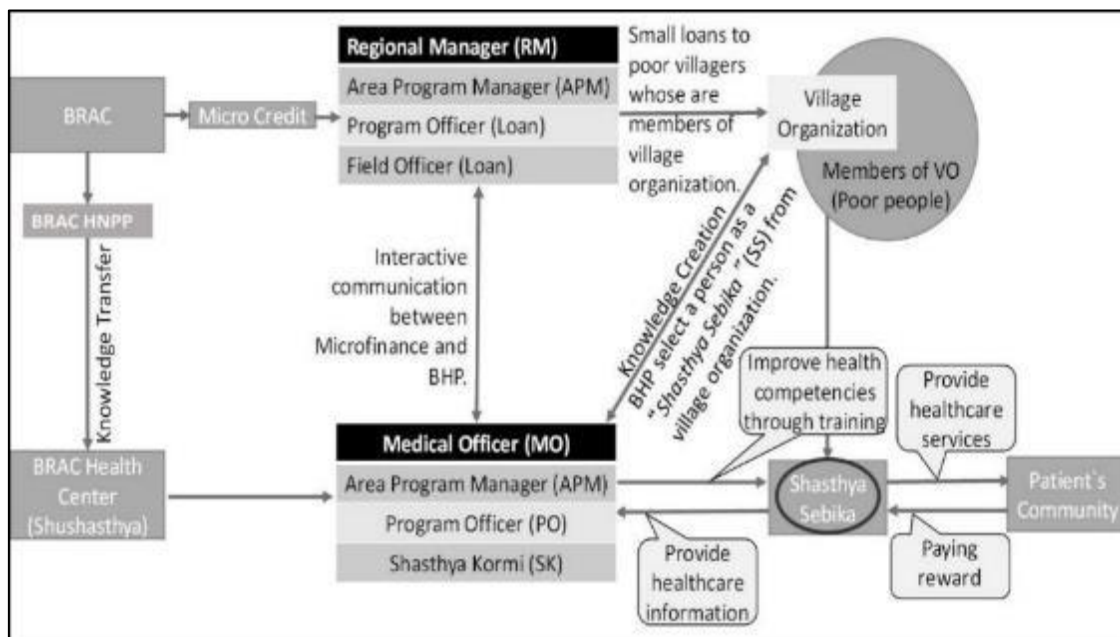 BRAC
Micro Credit
BRAC HNPP
Knowledge Transfer
BRAC Health
Center
(Shushasthya)
Regional Manager (RM)
Area Program Manager (APM)
Program Officer (Loan)
Field Officer (Loan)
Small loans to
poor villagers
whose are
members of
village
organization.
Village
Organization
Members of VO
(Poor people)
Interactive
communication
between
Microfinance and
BHP.
Knowledge Creation
BHP select a person as a
“Shasthya Sebika” (SS) from
village organization.
Medical Officer (MO)
Area Program Manager (APM)
Program Officer (PO)
Shasthya Kormi (SK)
Improve health
competencies
through training
Provide
healthcare
services
Shasthya
Sebika
Patient`s
Community
Provide
healthcare
information
Paying
reward